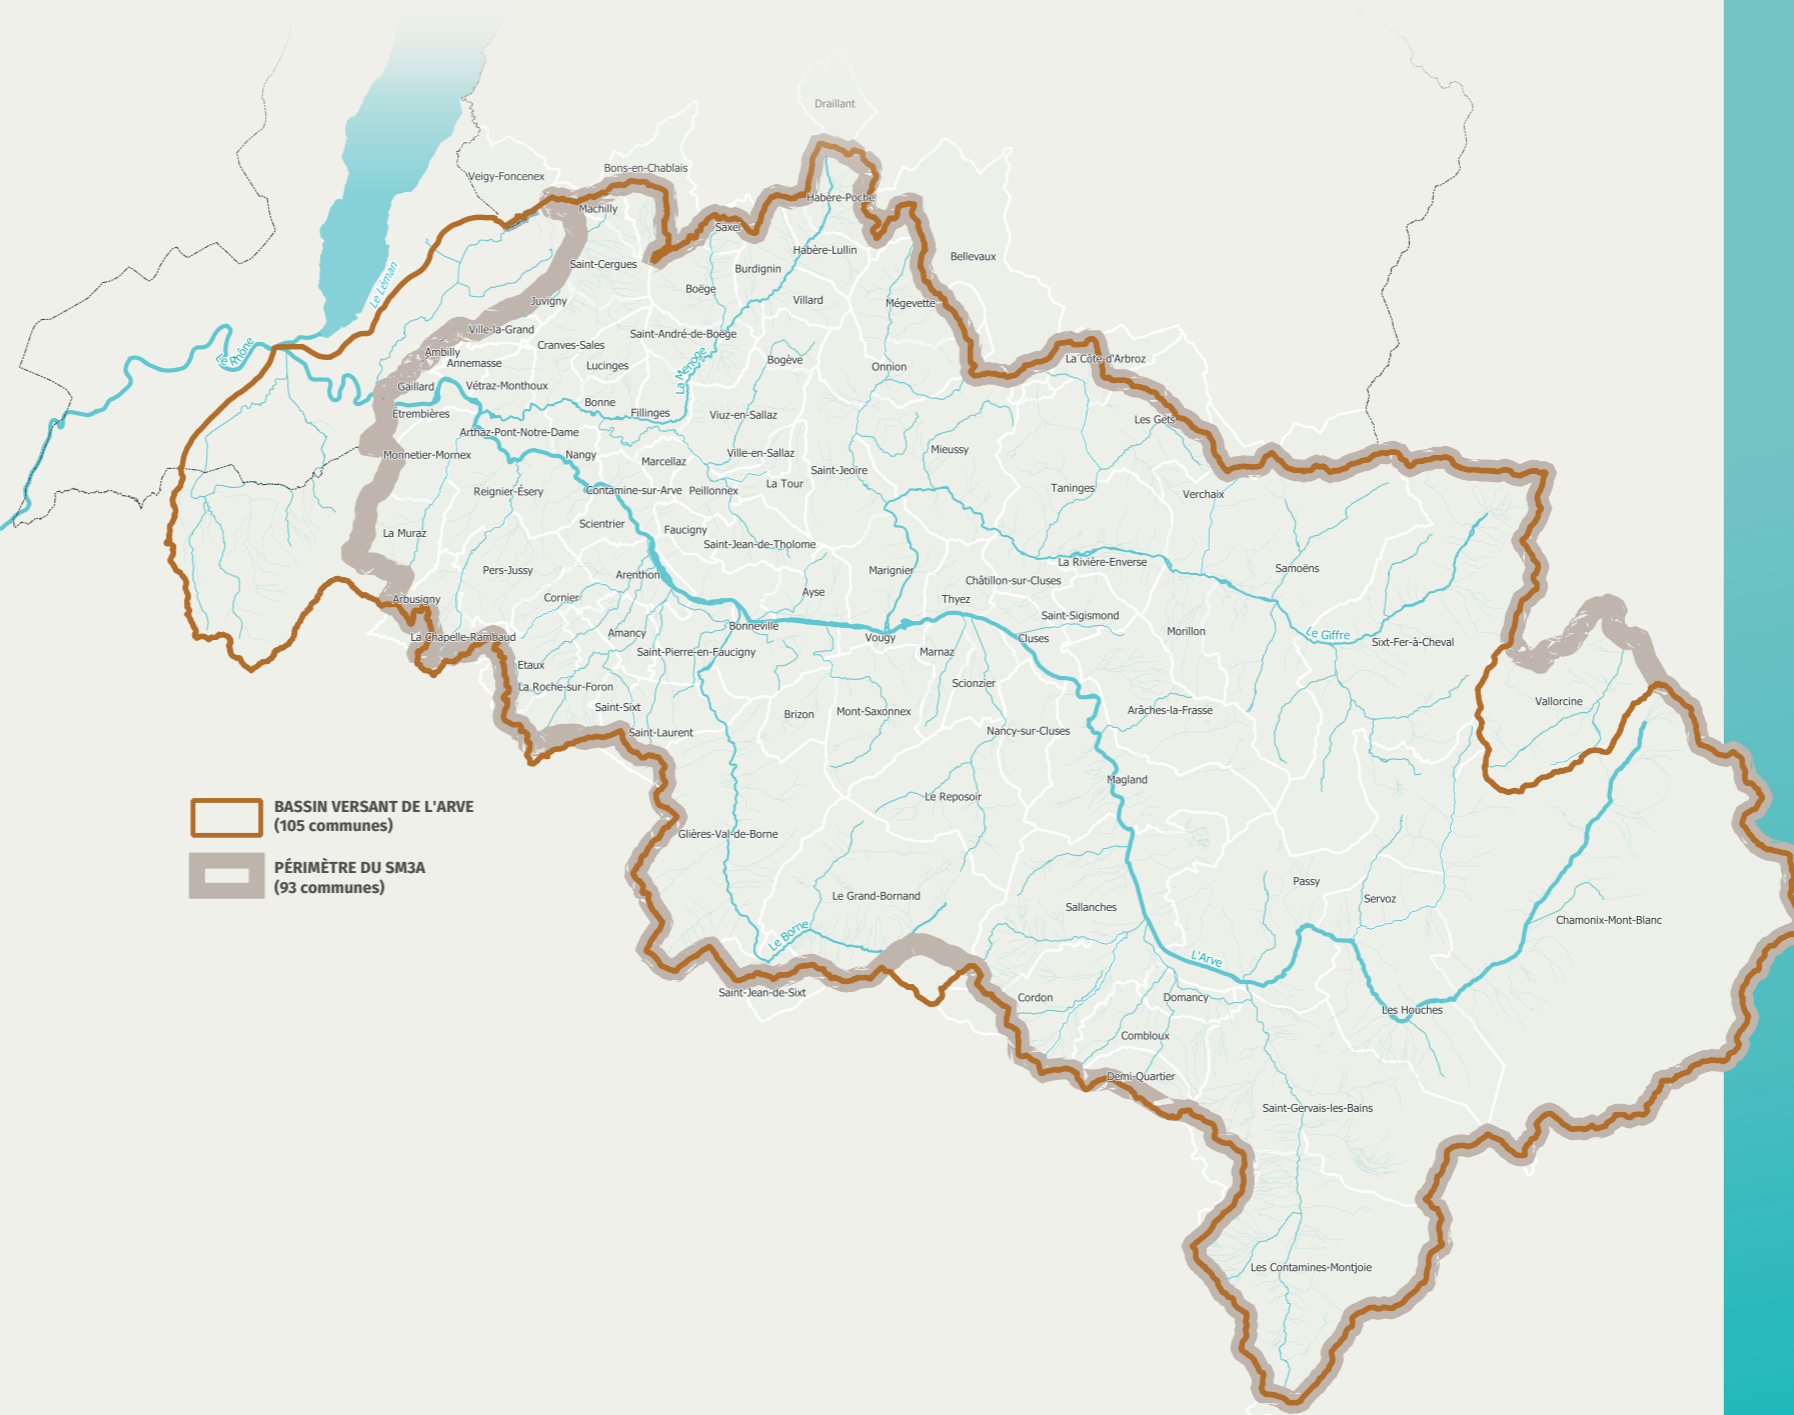 Draillant
Bons-en-Chablais
Veigy-Foncenex
Habère-Poche
Machilly
Saxel
Habère-Lullin
Bellevaux
Saint-Cergues
Burdignin
Le Léman
Boëge
Villard
Juvigny
Mégevette
Ville-la-Grand
Saint-André-de-Boëge
Cranves-Sales
Le Rhône
Ambilly
Annemasse
Bogève
La Côte-d'Arbroz
Lucinges
Onnion
La Menoge
Gaillard
Vétraz-Monthoux
Bonne
Étrembières
Fillinges
Viuz-en-Sallaz
Les Gets
Arthaz-Pont-Notre-Dame
Mieussy
Monnetier-Mornex
Nangy
Ville-en-Sallaz
Marcellaz
Saint-Jeoire
La Tour
Taninges
Reignier-Ésery
Contamine-sur-Arve
Peillonnex
Verchaix
Scientrier
Faucigny
La Muraz
Saint-Jean-de-Tholome
La Rivière-Enverse
Samoëns
Pers-Jussy
Arenthon
Marignier
Châtillon-sur-Cluses
Ayse
Arbusigny
Cornier
Thyez
Saint-Sigismond
Bonneville
La Chapelle-Rambaud
Amancy
Vougy
Cluses
Morillon
Le Giffre
Sixt-Fer-à-Cheval
Saint-Pierre-en-Faucigny
Marnaz
Etaux
La Roche-sur-Foron
Scionzier
Vallorcine
Saint-Sixt
Brizon
Mont-Saxonnex
Arâches-la-Frasse
Saint-Laurent
Nancy-sur-Cluses
Magland
Le Reposoir
BASSIN VERSANT DE L'ARVE
(105 communes)
Glières-Val-de-Borne
PÉRIMÈTRE DU SM3A
(93 communes)
Passy
Le Grand-Bornand
Servoz
Sallanches
Chamonix-Mont-Blanc
Le Borne
L'Arve
Saint-Jean-de-Sixt
Cordon
Domancy
Les Houches
Combloux
Demi-Quartier
Saint-Gervais-les-Bains
Les Contamines-Montjoie